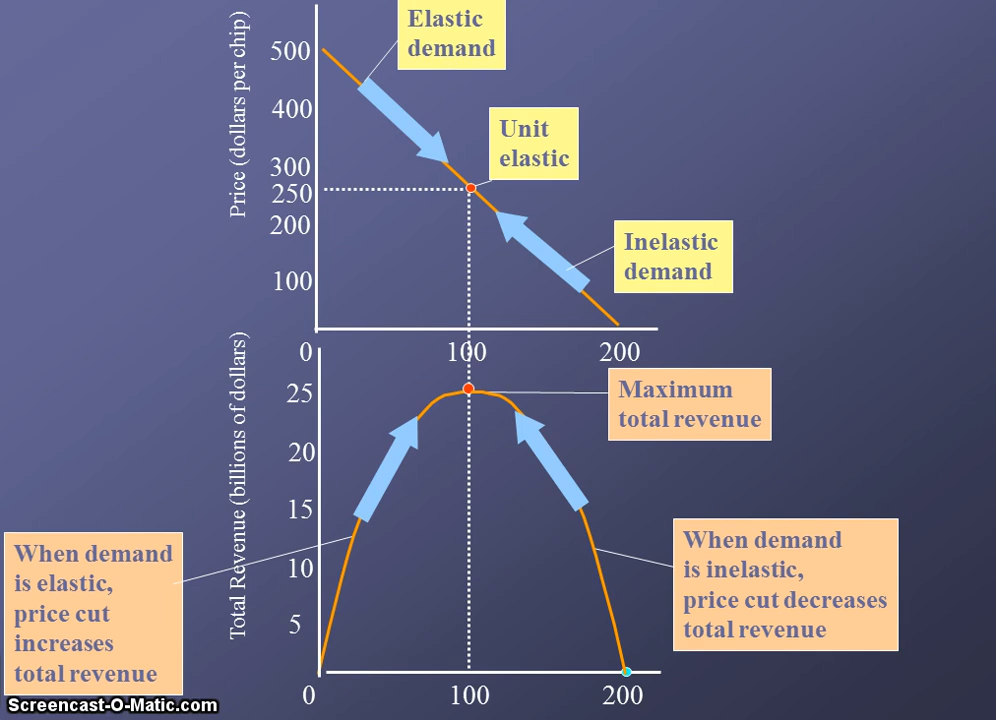 Price (dollars per chip)
500
400
300
250
200
100
0
100
200
Elastic
demand
Unit
elastic
Inelastic
demand
Total Revenue (billions of dollars)
25
20
15
10
5
0
100
200
Maximum
total revenue
When demand
is elastic,
price cut
increases
total revenue
When demand
is inelastic,
price cut decreases
total revenue
Screencast-O-Matic.com